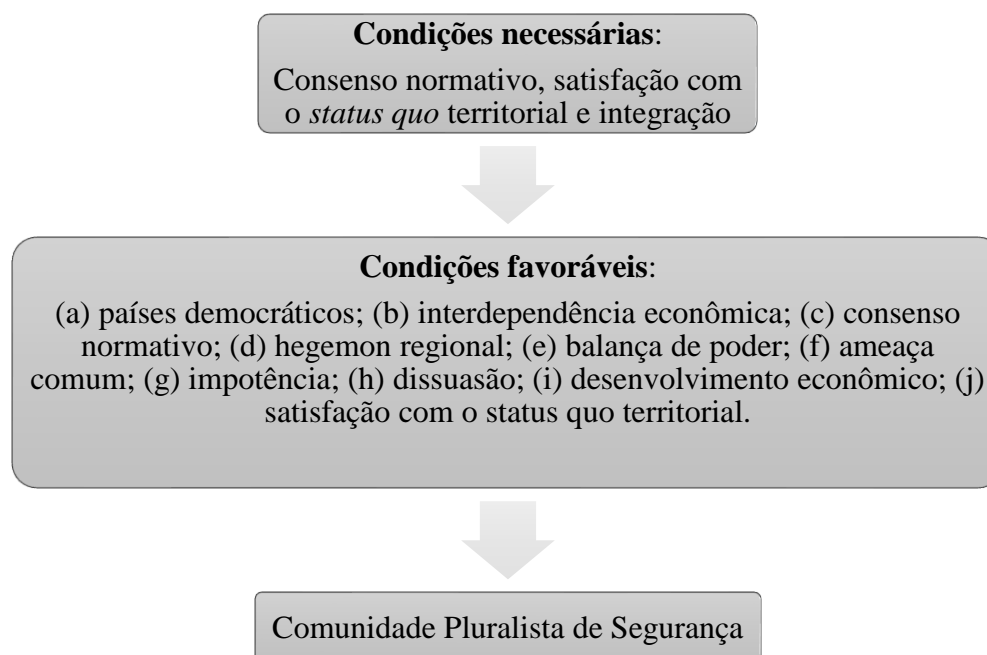 Condições necessárias:
Consenso normativo, satisfação com
o status quo territorial e integração
Condições favoráveis:
(a) países democráticos; (b) interdependência econômica; (c) consenso
normativo; (d) hegemon regional; (e) balança de poder; (f) ameaça
comum; (g) impotência; (h) dissuasão; (i) desenvolvimento econômico; (j)
satisfação com o status quo territorial.
Comunidade Pluralista de Segurança